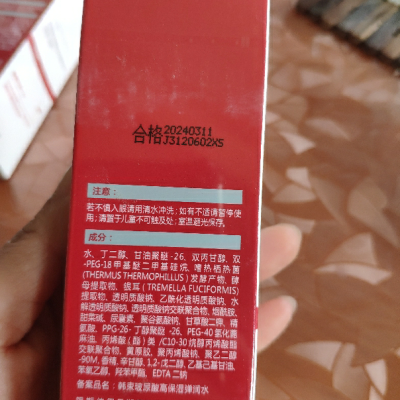 合格 20240311
J3120602XS
注意：
若不慎入眼请用清水冲洗；如有不适请暂停使
用；请置于儿童不可触及处；室温避光保存。
成分：
水、丁二醇、甘油聚醚-26、双丙甘醇、双
-PEG-18 甲基醚二甲基硅烷、嗜热栖热菌
(THERMUS THERMOPHILLUS) 发酵产物、酵
母提取物、银耳 (TREMELLA FUCIFORMIS)
提取物、透明质酸钠、乙酰化透明质酸钠、水
解透明质酸钠、透明质酸钠交联聚合物、烟酰胺、
甜菜碱、尿囊素、聚谷氨酸钠、甘草酸二钾、精
氨酸、PPG-26- 丁醇聚醚 -26、PEG-40 氢化蓖
麻油、丙烯酸（酯）类 /C10-30 烷醇丙烯酸酯
交联聚合物、黄原胶、聚丙烯酸钠、聚乙二醇
-90M、香精、辛甘醇、1,2- 戊二醇、乙基己基甘油、
苯氧乙醇、羟苯甲酯、EDTA 二钠
备案品名：韩束玻尿酸高保湿弹润水